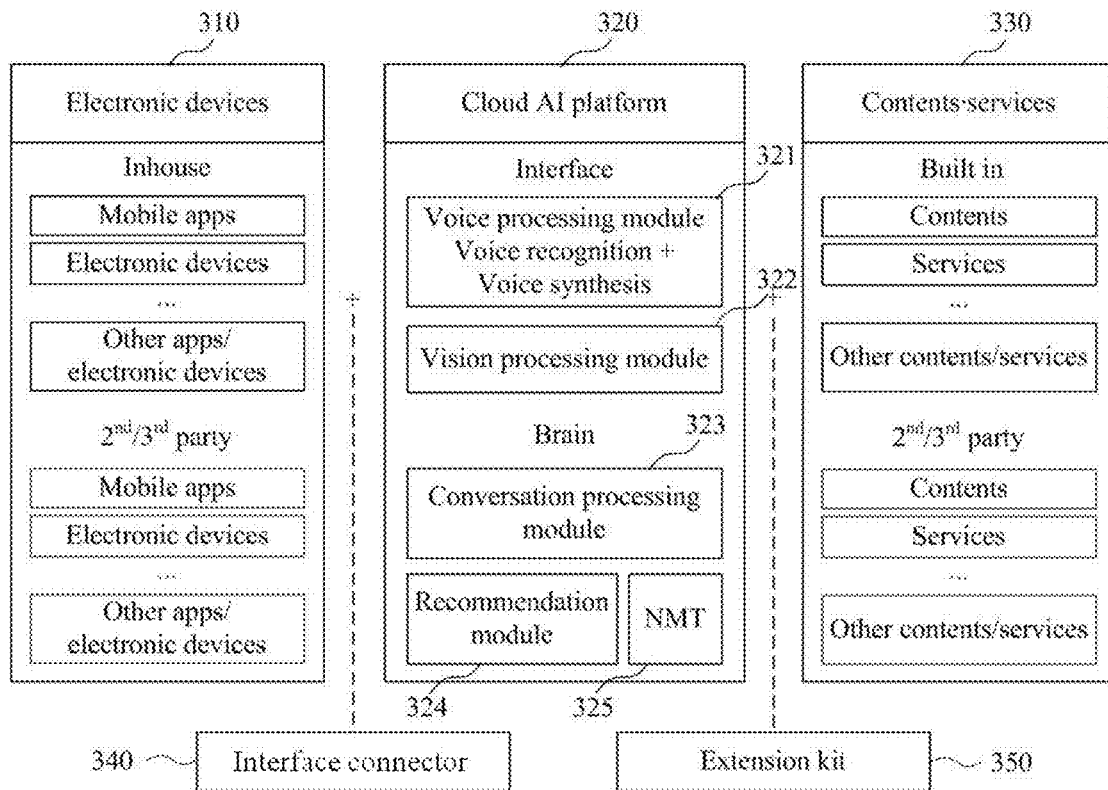 310
320
330
Electronic devices
Inhouse
Mobile apps
Electronic devices
...
Other apps/
electronic devices
2nd/3rd party
Mobile apps
Electronic devices
...
Other apps/
electronic devices
Cloud AI platform
Interface
321
Voice processing module
Voice recognition +
Voice synthesis
322
Vision processing module
Brain
323
Conversation processing
module
Recommendation
module
NMT
324
325
Contents·services
Built in
Contents
Services
...
Other contents/services
2nd/3rd party
Contents
Services
...
Other contents/services
340
Interface connector
Extension kit
350